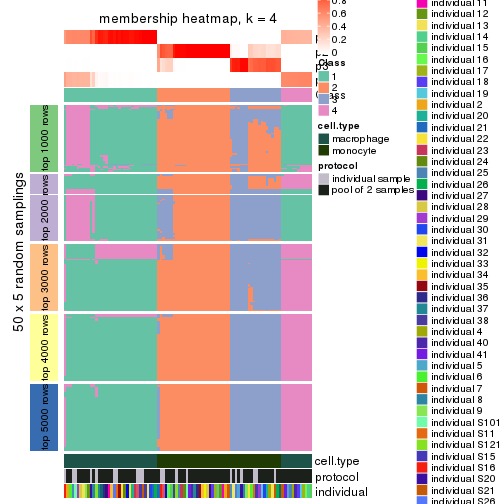 membership heatmap, k = 4
50 x 5 random samplings
top 1000 rows
top 2000 rows
top 3000 rows
top 4000 rows
top 5000 rows
cell.type
protocol
individual
0.8
0.6
0.4
0.2
0
Class
1
2
3
4
cell.type
macrophage
monocyte
protocol
individual sample
pool of 2 samples
individual 11
individual 12
individual 13
individual 14
individual 15
individual 16
individual 17
individual 18
individual 19
individual 2
individual 20
individual 21
individual 22
individual 23
individual 24
individual 25
individual 26
individual 27
individual 28
individual 29
individual 30
individual 31
individual 32
individual 33
individual 34
individual 35
individual 36
individual 37
individual 38
individual 4
individual 40
individual 41
individual 5
individual 6
individual 7
individual 8
individual 9
individual S101
individual S11
individual S121
individual S15
individual S16
individual S20
individual S21
individual S26